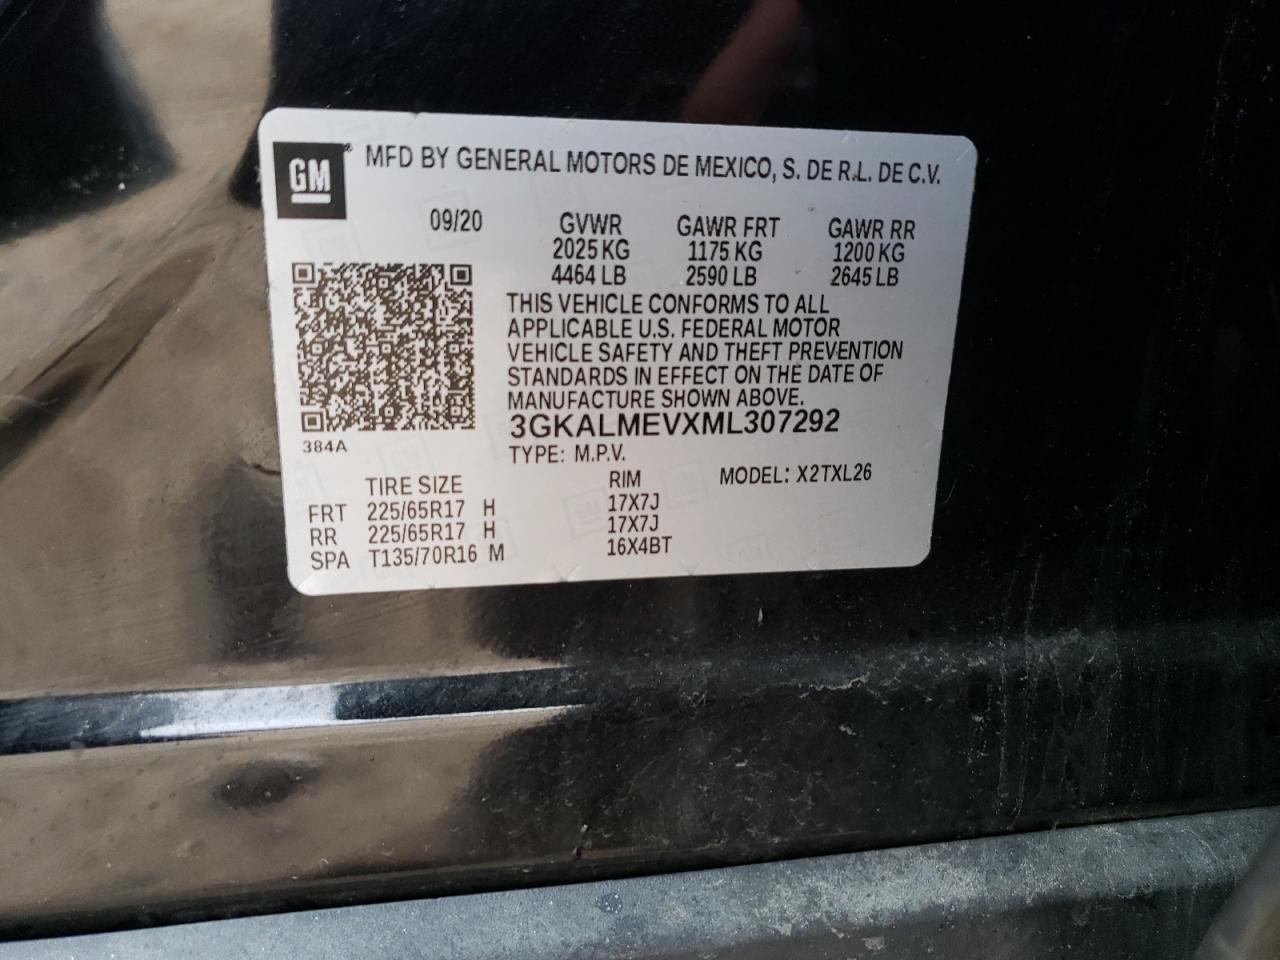 GM
MFD BY GENERAL MOTORS DE MEXICO, S. DE R.L. DE C.V.
09/20 GVWR GAWR FRT GAWR RR
2025 KG 1175 KG 1200 KG
4464 LB 2590 LB 2645 LB
THIS VEHICLE CONFORMS TO ALL
APPLICABLE U.S. FEDERAL MOTOR
VEHICLE SAFETY AND THEFT PREVENTION
STANDARDS IN EFFECT ON THE DATE OF
MANUFACTURE SHOWN ABOVE.
3GKALMEVXML307292
384A
TYPE: M.P.V.
TIRE SIZE RIM MODEL: X2TXL26
FRT 225/65R17 H 17X7J
RR 225/65R17 H 17X7J
SPA T135/70R16 M 16X4BT